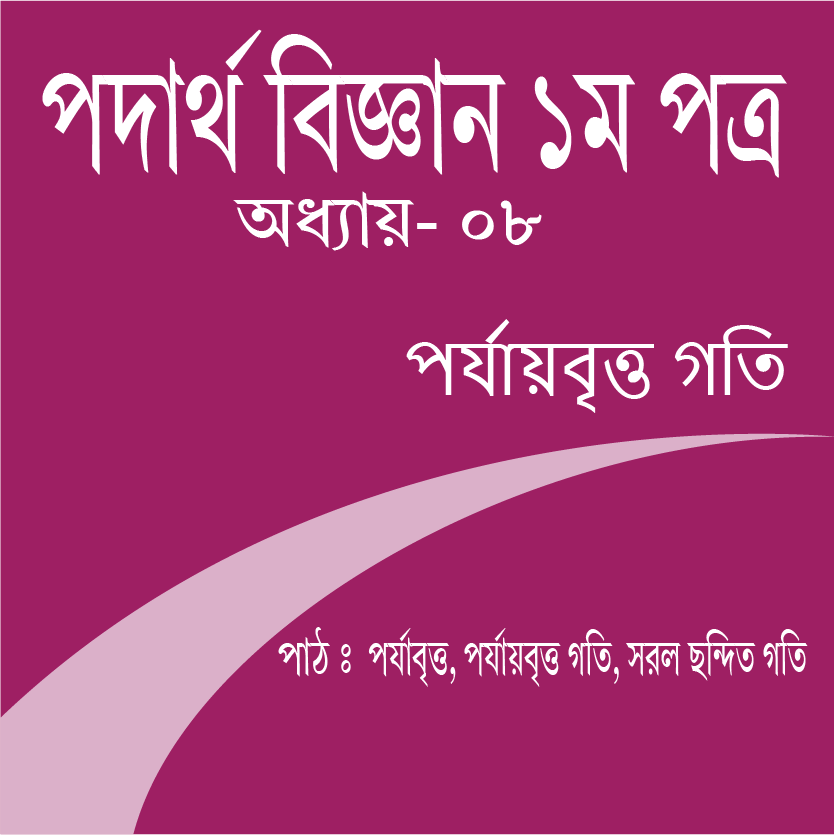 পদার্থ বিজ্ঞান ১ম পত্র
অধ্যায়- ০৮
পর্যায়বৃত্ত গতি
পাঠ ঃ পর্যাবৃত্ত, পর্যায়বৃত্ত গতি, সরল ছন্দিত গতি